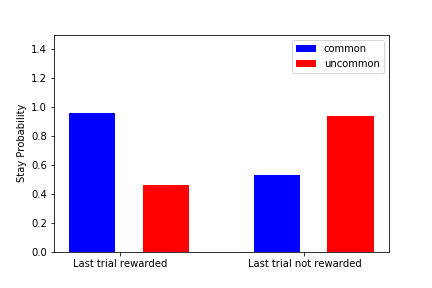 common
uncommon
Stay Probability
1.4
1.2
1.0
0.8
0.6
0.4
0.2
0.0
Last trial rewarded
Last trial not rewarded